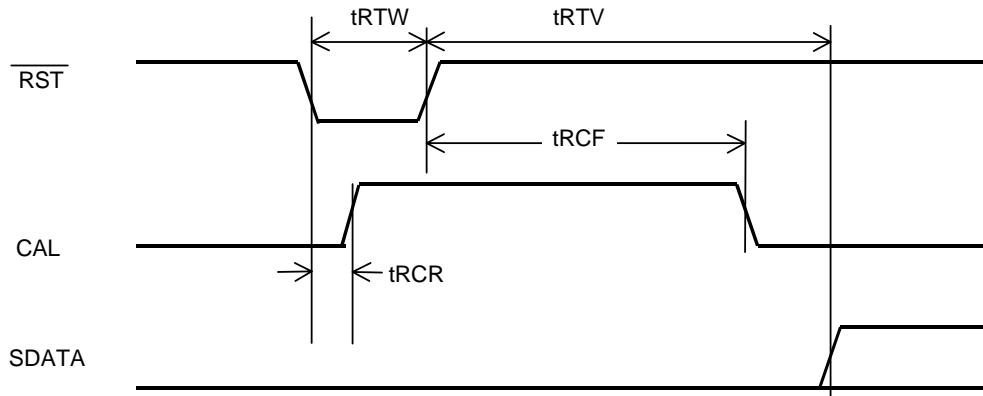 tRTW
tRTV
RST
tRCF
CAL
tRCR
SDATA